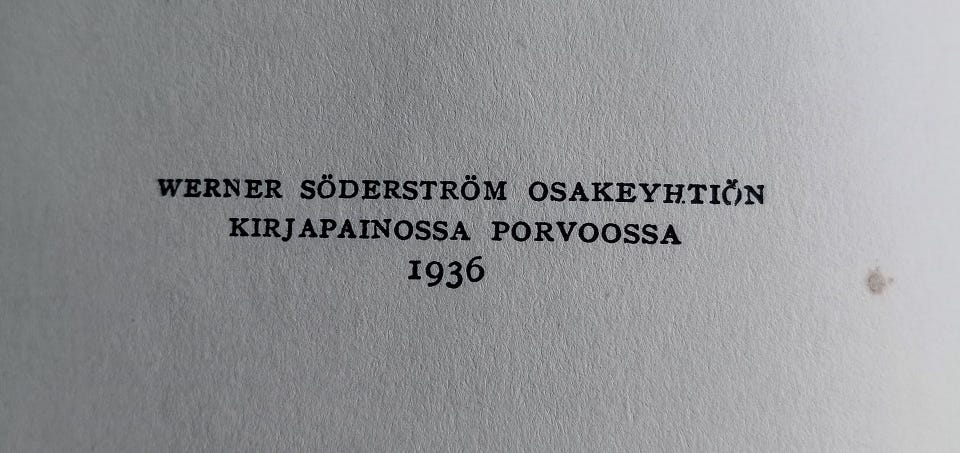 WERNER SÖDERSTRÖM OSAKEYHTIÖN
KIRJAPAINOSSA PORVOOSSA
1936